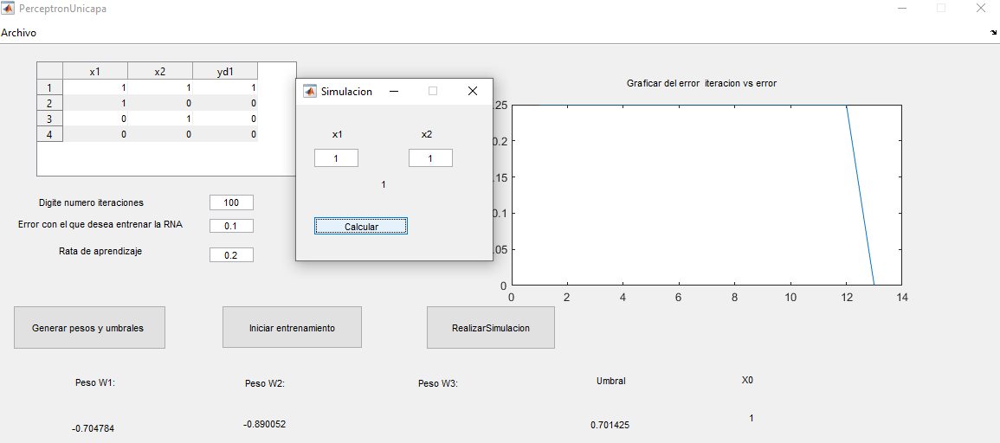 PerceptronUnicapa
Archivo
x1 x2 yd1
1 1 1 1
2 1 0 0
3 0 1 0
4 0 0 0
Digite numero iteraciones 100
Error con el que desea entrenar la RNA 0.1
Rata de aprendizaje 0.2
Simulacion
x1 x2
1 1
1
Calcular
Graficar del error iteracion vs error
.25
0.2
.15
0.1
.05
0
0 2 4 6 8 10 12 14
Generar pesos y umbrales
Iniciar entrenamiento
RealizarSimulacion
Peso W1: Peso W2: Peso W3: Umbral X0
-0.704784 -0.890052 0.701425 1